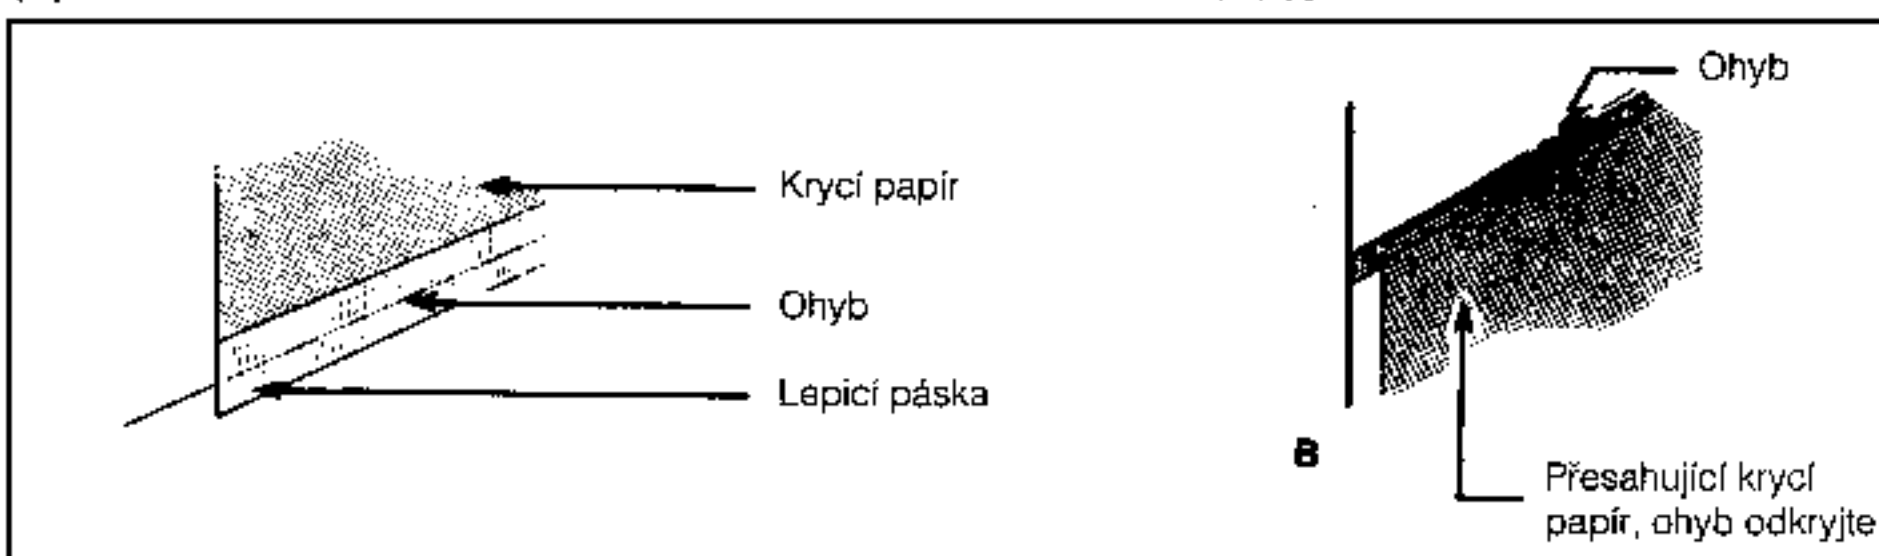 Krycí papír
Ohyb
Lepicí páska
Ohyb
B
Přesahující krycí
papír, ohyb odkryjte